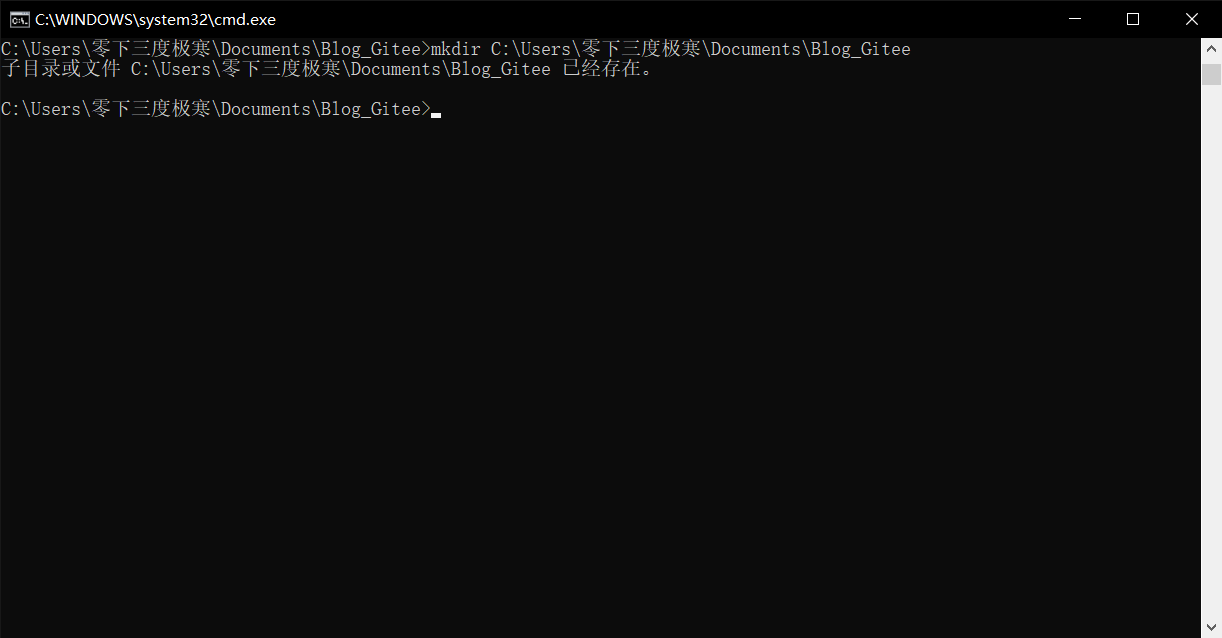 C:\WINDOWS\system32\cmd.exe
C:\Users\零下三度极寒\Documents\Blog_Gitee>mkdir C:\Users\零下三度极寒\Documents\Blog_Gitee
子目录或文件 C:\Users\零下三度极寒\Documents\Blog_Gitee 已经存在。
C:\Users\零下三度极寒\Documents\Blog_Gitee>